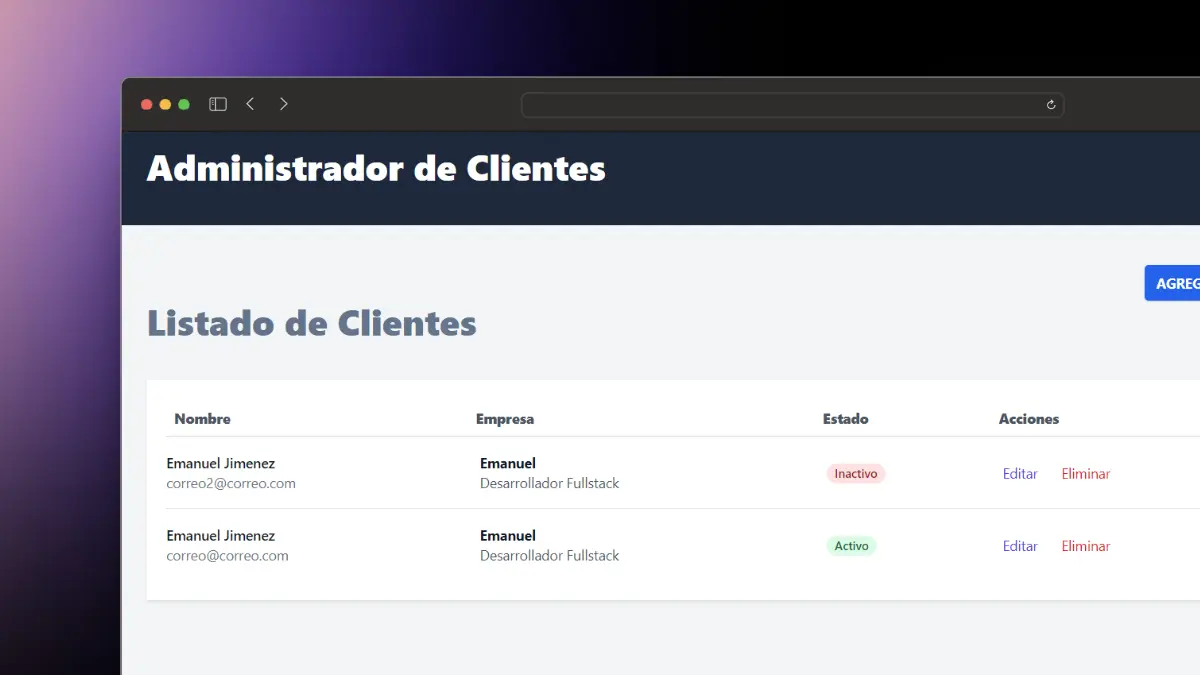 Administrador de Clientes
AGREG
Listado de Clientes
Nombre Empresa Estado Acciones
Emanuel Jimenez Emanuel
correo2@correo.com Desarrollador Fullstack Inactivo Editar Eliminar
Emanuel Jimenez Emanuel
correo@correo.com Desarrollador Fullstack Activo Editar Eliminar